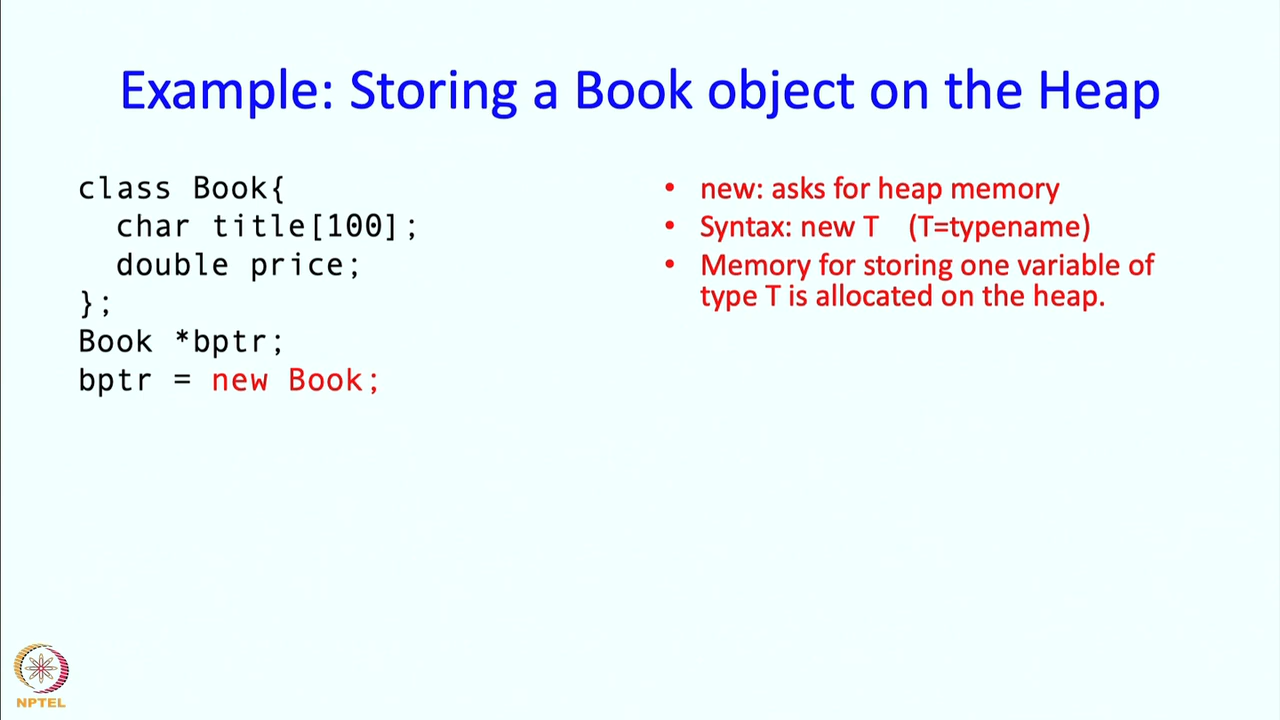 Example: Storing a Book object on the Heap
class Book{
  char title[100];
  double price;
};
Book *bptr;
bptr = new Book;
• new: asks for heap memory
• Syntax: new T   (T=typename)
• Memory for storing one variable of
type T is allocated on the heap.
NPTEL